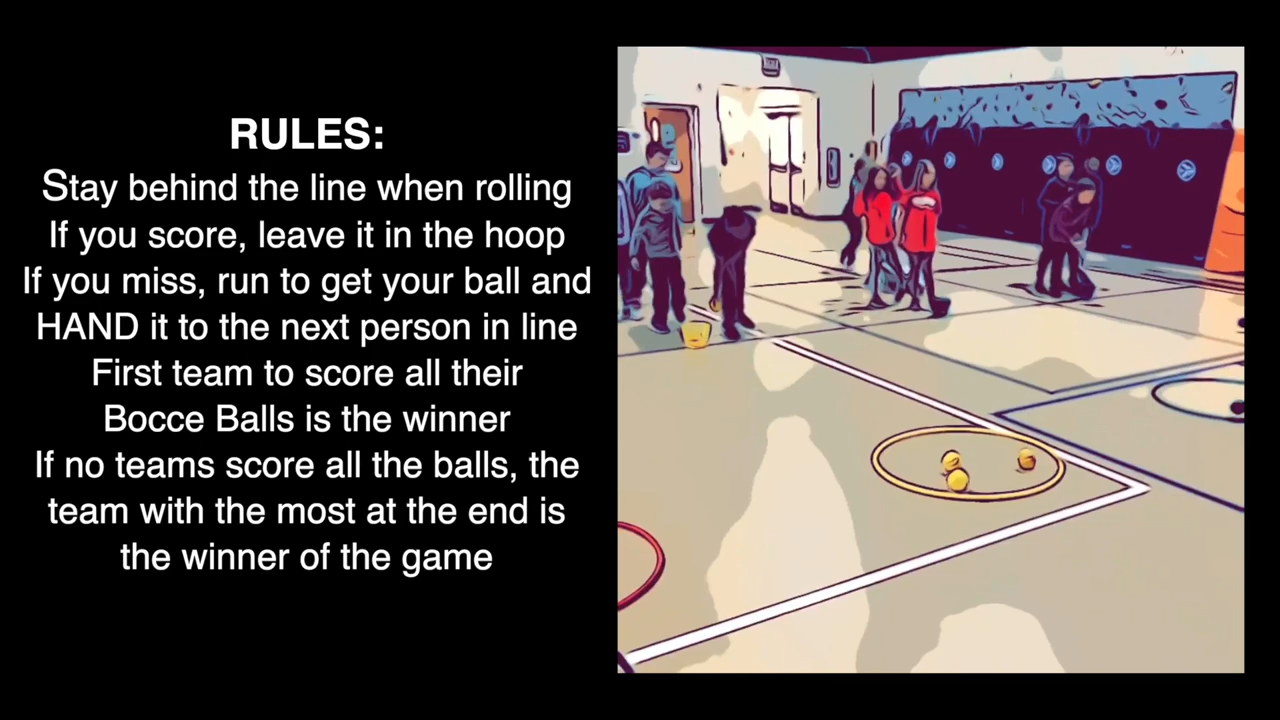 RULES:
Stay behind the line when rolling
If you score, leave it in the hoop
If you miss, run to get your ball and
HAND it to the next person in line
First team to score all their
Bocce Balls is the winner
If no teams score all the balls, the
team with the most at the end is
the winner of the game